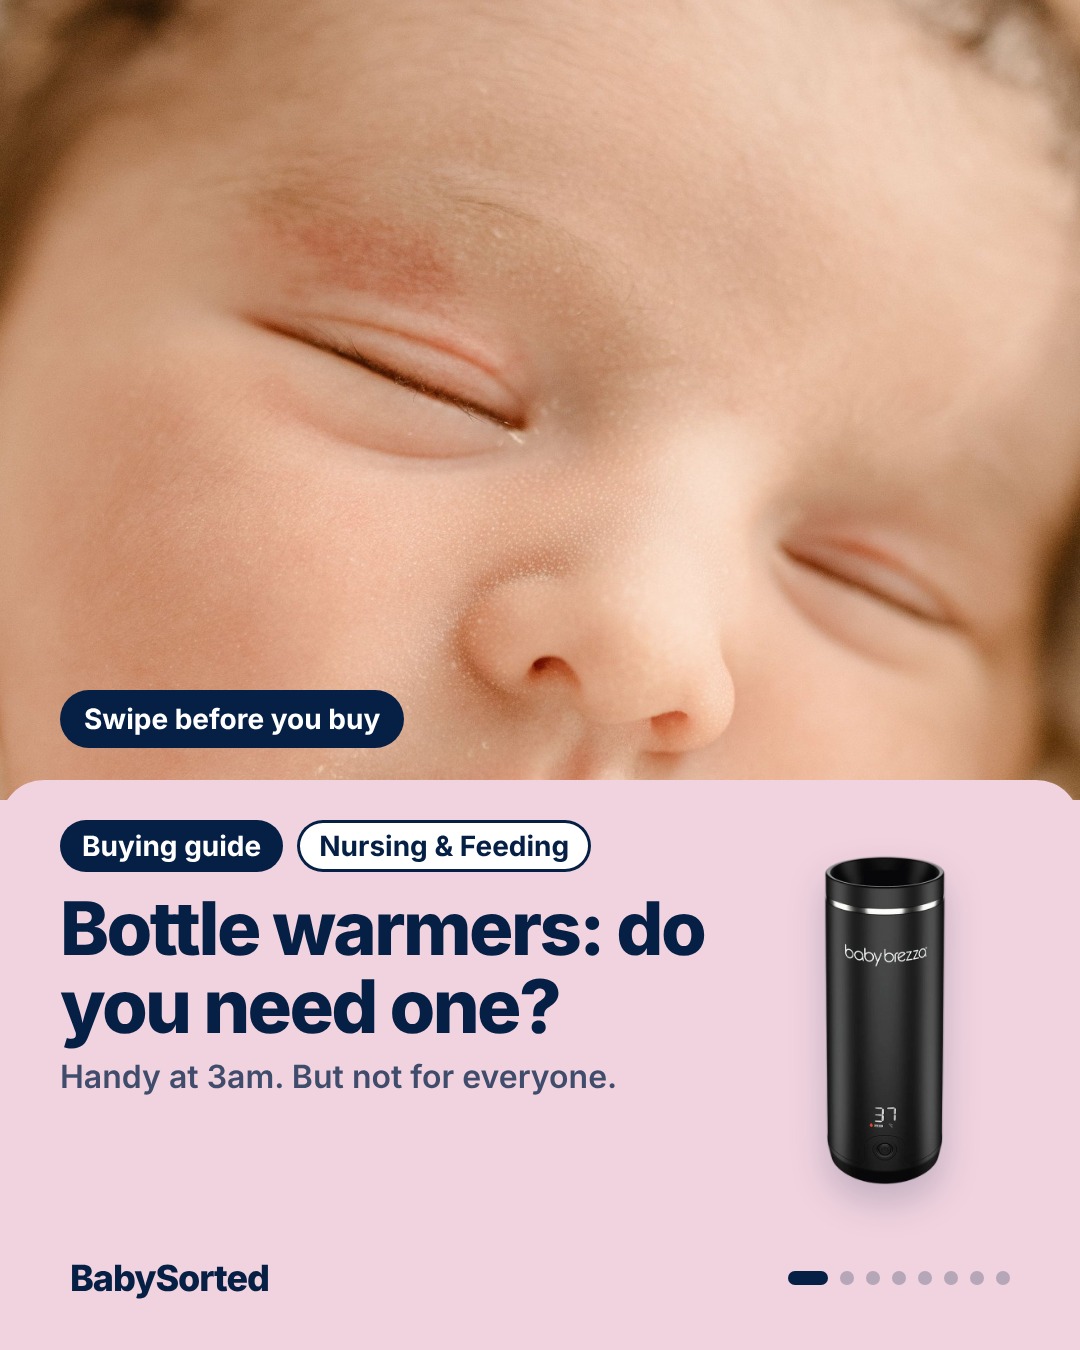 Swipe before you buy
Buying guide
Nursing & Feeding
Bottle warmers: do
you need one?
Handy at 3am. But not for everyone.
baby brezza
37
BabySorted